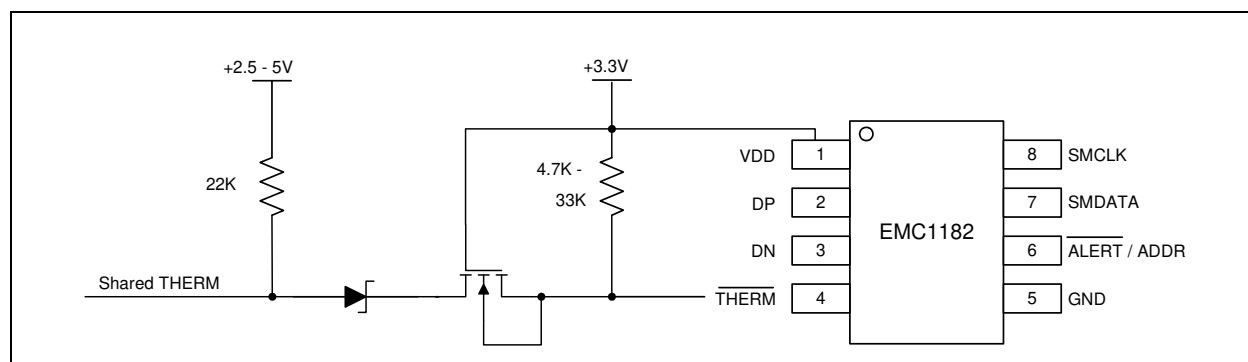 +2.5 - 5V
+3.3V
22K
4.7K -
33K
Shared THERM
VDD 1
DP 2
DN 3
THERM 4
EMC1182
8 SMCLK
7 SMDATA
6 ALERT / ADDR
5 GND